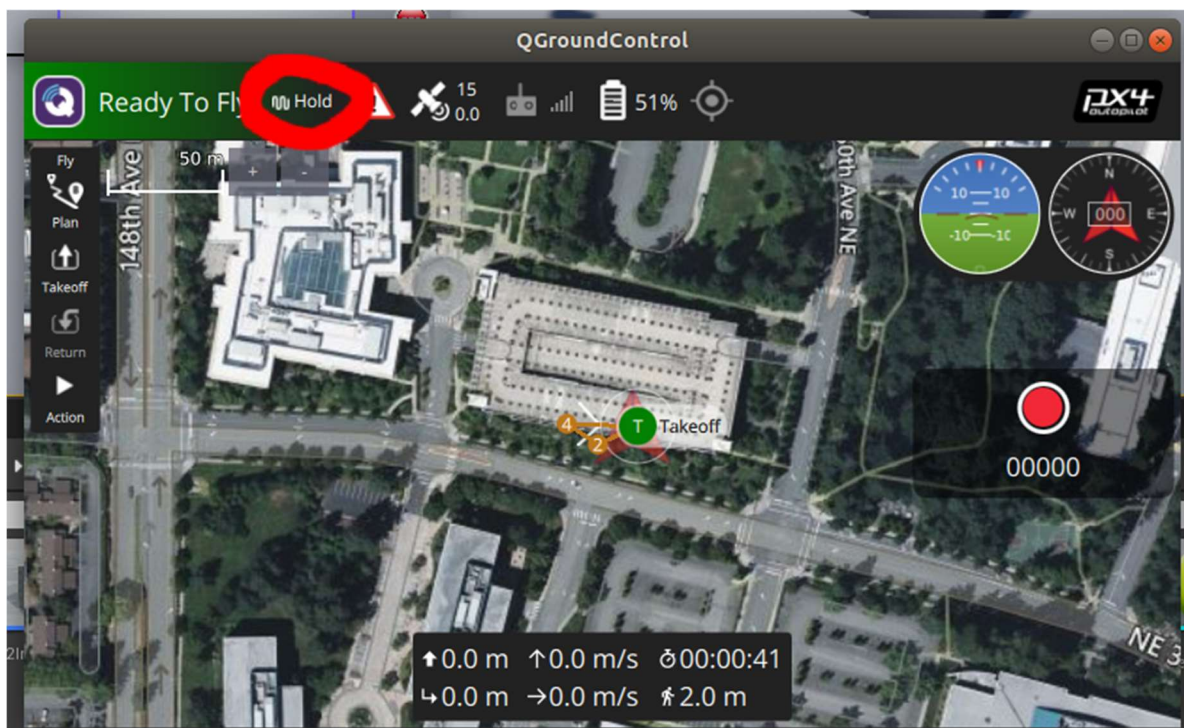 QGroundControl
Ready To Fly
Hold
15
0.0
51%
px4
autopilot
Fly
Plan
Takeoff
Return
Action
50 m
+
-
148th Ave
0th Ave NE
10 10
-10 -10
N
W 000 E
S
4
2
T Takeoff
00000
NE 3
0.0 m 0.0 m/s 00:00:41
0.0 m 0.0 m/s 2.0 m